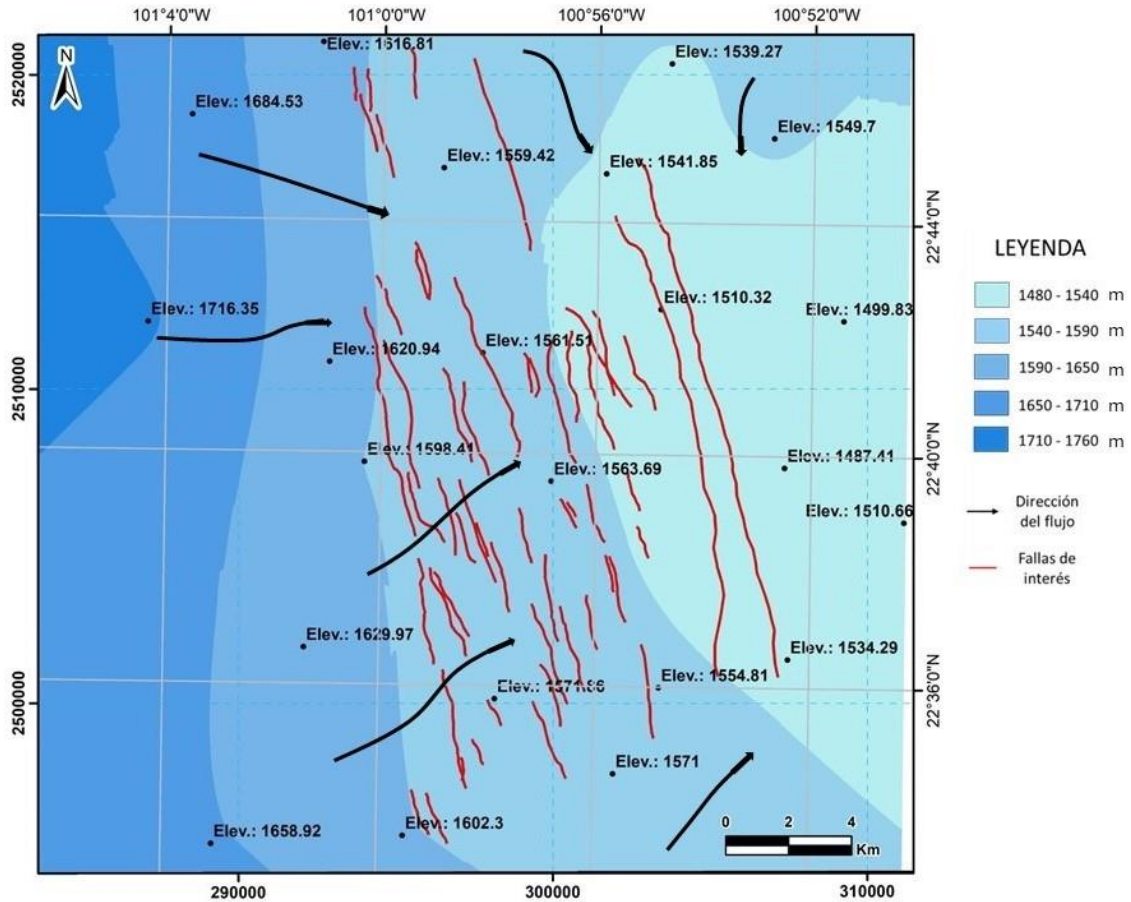 101°4'0"W
101°0'0"W
100°56'0"W
100°52'0"W
2520000
2510000
2500000
N
Elev.: 1616.81
Elev.: 1539.27
Elev.: 1684.53
Elev.: 1549.7
Elev.: 1559.42
Elev.: 1541.85
Elev.: 1716.35
Elev.: 1510.32
Elev.: 1499.83
Elev.: 1620.94
Elev.: 1561.51
Elev.: 1598.41
Elev.: 1563.69
Elev.: 1487.41
Elev.: 1510.66
Elev.: 1629.97
Elev.: 1534.29
Elev.: 1554.81
Elev.: 1571.86
Elev.: 1571
Elev.: 1658.92
Elev.: 1602.3
0 2 4
Km
22°44'0"N
22°40'0"N
22°36'0"N
290000
300000
310000
LEYENDA
1480 - 1540 m
1540 - 1590 m
1590 - 1650 m
1650 - 1710 m
1710 - 1760 m
Dirección
del flujo
Fallas de
interés